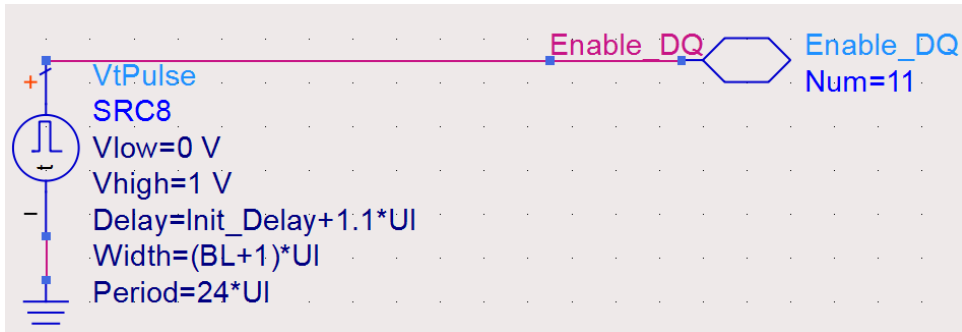 Enable_DQ
Enable_DQ
Num=11
+
VtPulse
SRC8
Vlow=0 V
Vhigh=1 V
t
−
Delay=Init_Delay+1.1*UI
Width=(BL+1)*UI
Period=24*UI